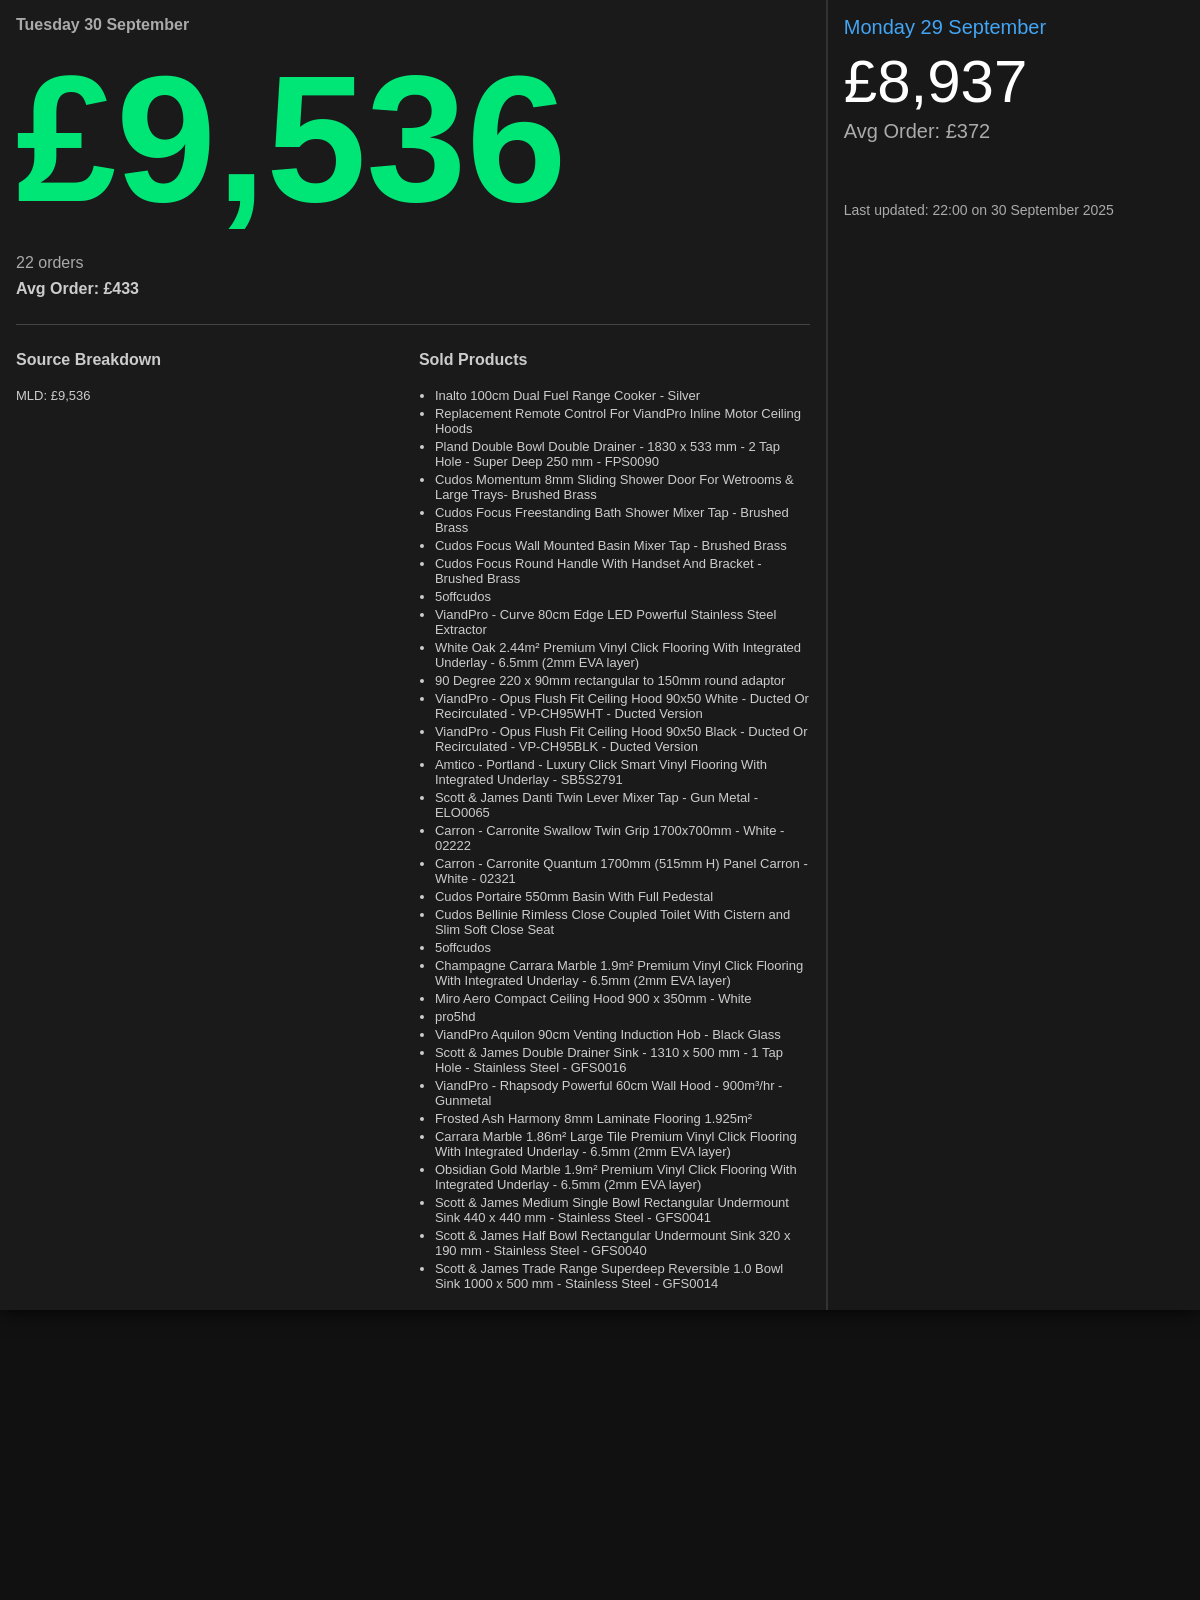 Tuesday 30 September
£9,536
22 orders
Avg Order: £433
Source Breakdown
MLD: £9,536
Sold Products
Inalto 100cm Dual Fuel Range Cooker - Silver
Replacement Remote Control For ViandPro Inline Motor Ceiling
Hoods
Pland Double Bowl Double Drainer - 1830 x 533 mm - 2 Tap
Hole - Super Deep 250 mm - FPS0090
Cudos Momentum 8mm Sliding Shower Door For Wetrooms &
Large Trays- Brushed Brass
Cudos Focus Freestanding Bath Shower Mixer Tap - Brushed
Brass
Cudos Focus Wall Mounted Basin Mixer Tap - Brushed Brass
Cudos Focus Round Handle With Handset And Bracket -
Brushed Brass
5offcudos
ViandPro - Curve 80cm Edge LED Powerful Stainless Steel
Extractor
White Oak 2.44m² Premium Vinyl Click Flooring With Integrated
Underlay - 6.5mm (2mm EVA layer)
90 Degree 220 x 90mm rectangular to 150mm round adaptor
ViandPro - Opus Flush Fit Ceiling Hood 90x50 White - Ducted Or
Recirculated - VP-CH95WHT - Ducted Version
ViandPro - Opus Flush Fit Ceiling Hood 90x50 Black - Ducted Or
Recirculated - VP-CH95BLK - Ducted Version
Amtico - Portland - Luxury Click Smart Vinyl Flooring With
Integrated Underlay - SB5S2791
Scott & James Danti Twin Lever Mixer Tap - Gun Metal -
ELO0065
Carron - Carronite Swallow Twin Grip 1700x700mm - White -
02222
Carron - Carronite Quantum 1700mm (515mm H) Panel Carron -
White - 02321
Cudos Portaire 550mm Basin With Full Pedestal
Cudos Bellinie Rimless Close Coupled Toilet With Cistern and
Slim Soft Close Seat
5offcudos
Champagne Carrara Marble 1.9m² Premium Vinyl Click Flooring
With Integrated Underlay - 6.5mm (2mm EVA layer)
Miro Aero Compact Ceiling Hood 900 x 350mm - White
pro5hd
ViandPro Aquilon 90cm Venting Induction Hob - Black Glass
Scott & James Double Drainer Sink - 1310 x 500 mm - 1 Tap
Hole - Stainless Steel - GFS0016
ViandPro - Rhapsody Powerful 60cm Wall Hood - 900m³/hr -
Gunmetal
Frosted Ash Harmony 8mm Laminate Flooring 1.925m²
Carrara Marble 1.86m² Large Tile Premium Vinyl Click Flooring
With Integrated Underlay - 6.5mm (2mm EVA layer)
Obsidian Gold Marble 1.9m² Premium Vinyl Click Flooring With
Integrated Underlay - 6.5mm (2mm EVA layer)
Scott & James Medium Single Bowl Rectangular Undermount
Sink 440 x 440 mm - Stainless Steel - GFS0041
Scott & James Half Bowl Rectangular Undermount Sink 320 x
190 mm - Stainless Steel - GFS0040
Scott & James Trade Range Superdeep Reversible 1.0 Bowl
Sink 1000 x 500 mm - Stainless Steel - GFS0014
Monday 29 September
£8,937
Avg Order: £372
Last updated: 22:00 on 30 September 2025